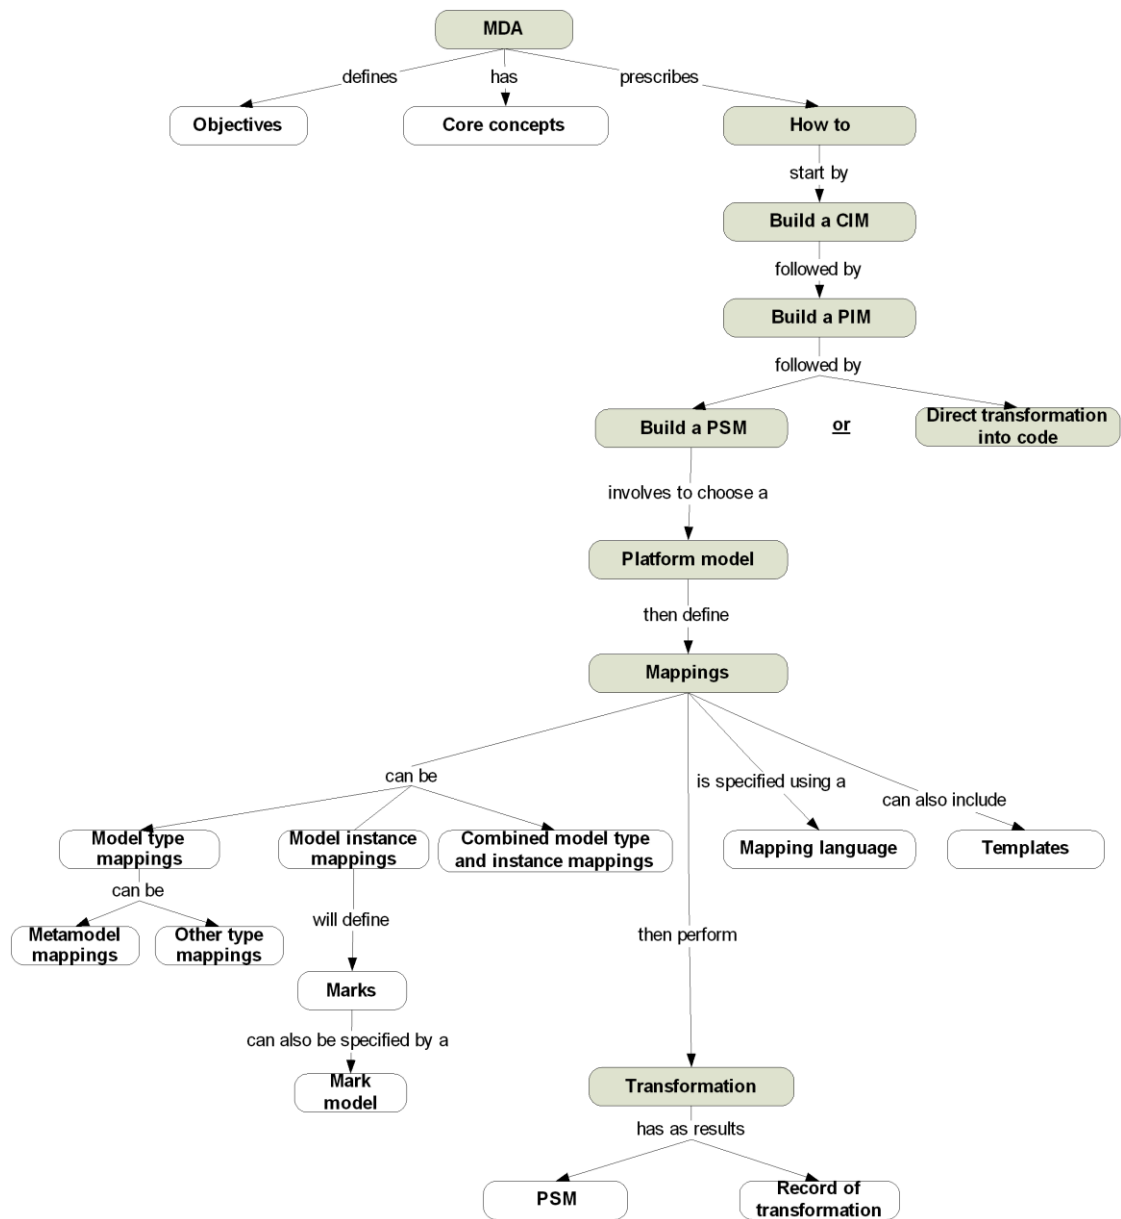 MDA
defines
has
prescribes
Objectives
Core concepts
How to
start by
Build a CIM
followed by
Build a PIM
followed by
Build a PSM
or
Direct transformation
into code
involves to choose a
Platform model
then define
Mappings
can be
is specified using a
can also include
Model type
mappings
Model instance
mappings
Combined model type
and instance mappings
Mapping language
Templates
can be
will define
then perform
Metamodel
mappings
Other type
mappings
Marks
can also be specified by a
Mark
model
Transformation
has as results
PSM
Record of
transformation